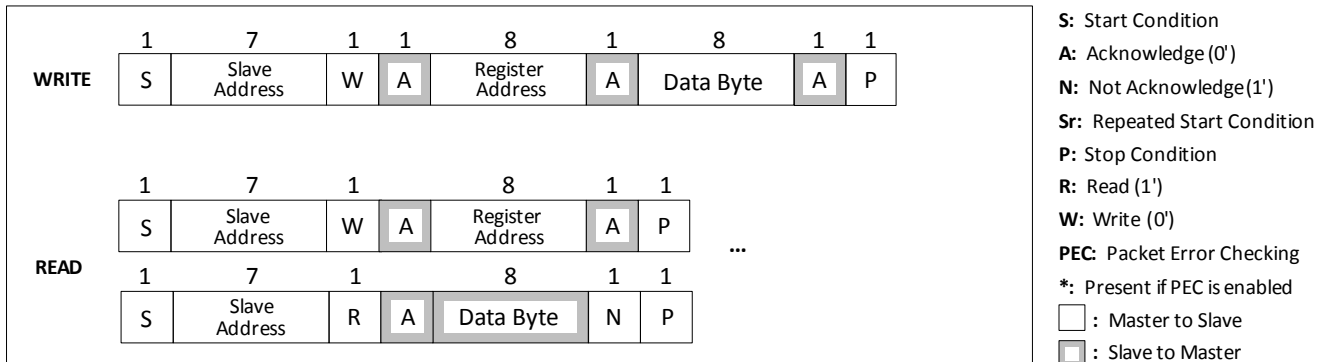 1 7 1 1 8 1 8 1 1
WRITE S Slave Address W A Register Address A Data Byte A P
1 7 1 8 1 1
S Slave Address W A Register Address A P
...
READ
1 7 1 8 1 1
S Slave Address R A Data Byte N P
S: Start Condition
A: Acknowledge (0')
N: Not Acknowledge(1')
Sr: Repeated Start Condition
P: Stop Condition
R: Read (1')
W: Write (0')
PEC: Packet Error Checking
*: Present if PEC is enabled
: Master to Slave
: Slave to Master